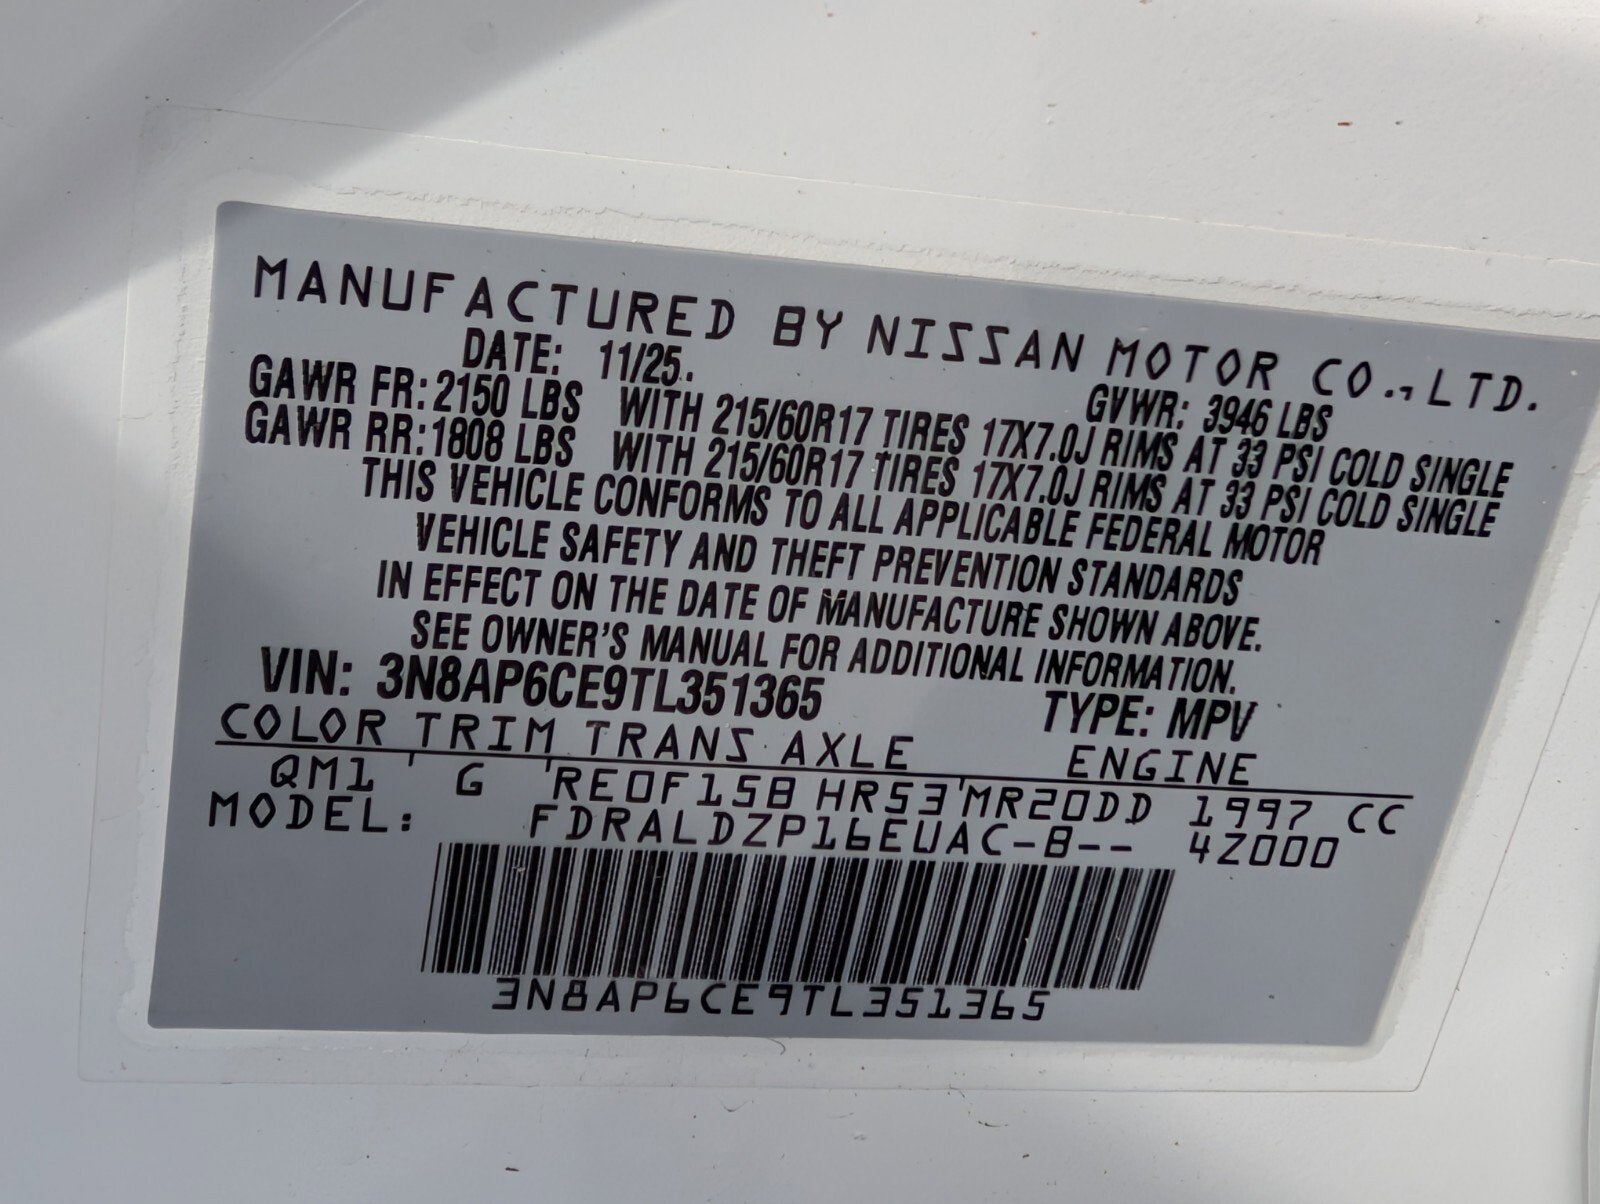 MANUFACTURED BY NISSAN MOTOR CO., LTD.
DATE: 11/25. GVWR: 3946 LBS
GAWR FR: 2150 LBS WITH 215/60R17 TIRES 17X7.0J RIMS AT 33 PSI COLD SINGLE
GAWR RR: 1808 LBS WITH 215/60R17 TIRES 17X7.0J RIMS AT 33 PSI COLD SINGLE
THIS VEHICLE CONFORMS TO ALL APPLICABLE FEDERAL MOTOR
VEHICLE SAFETY AND THEFT PREVENTION STANDARDS
IN EFFECT ON THE DATE OF MANUFACTURE SHOWN ABOVE.
SEE OWNER'S MANUAL FOR ADDITIONAL INFORMATION.
VIN: 3N8AP6CE9TL351365 TYPE: MPV
COLOR TRIM TRANS AXLE ENGINE
QM1 G RE0F15B HR53 MR20DD 1997 CC
MODEL: FDRALDZP16EUAC-B-- 4Z000
3N8AP6CE9TL351365